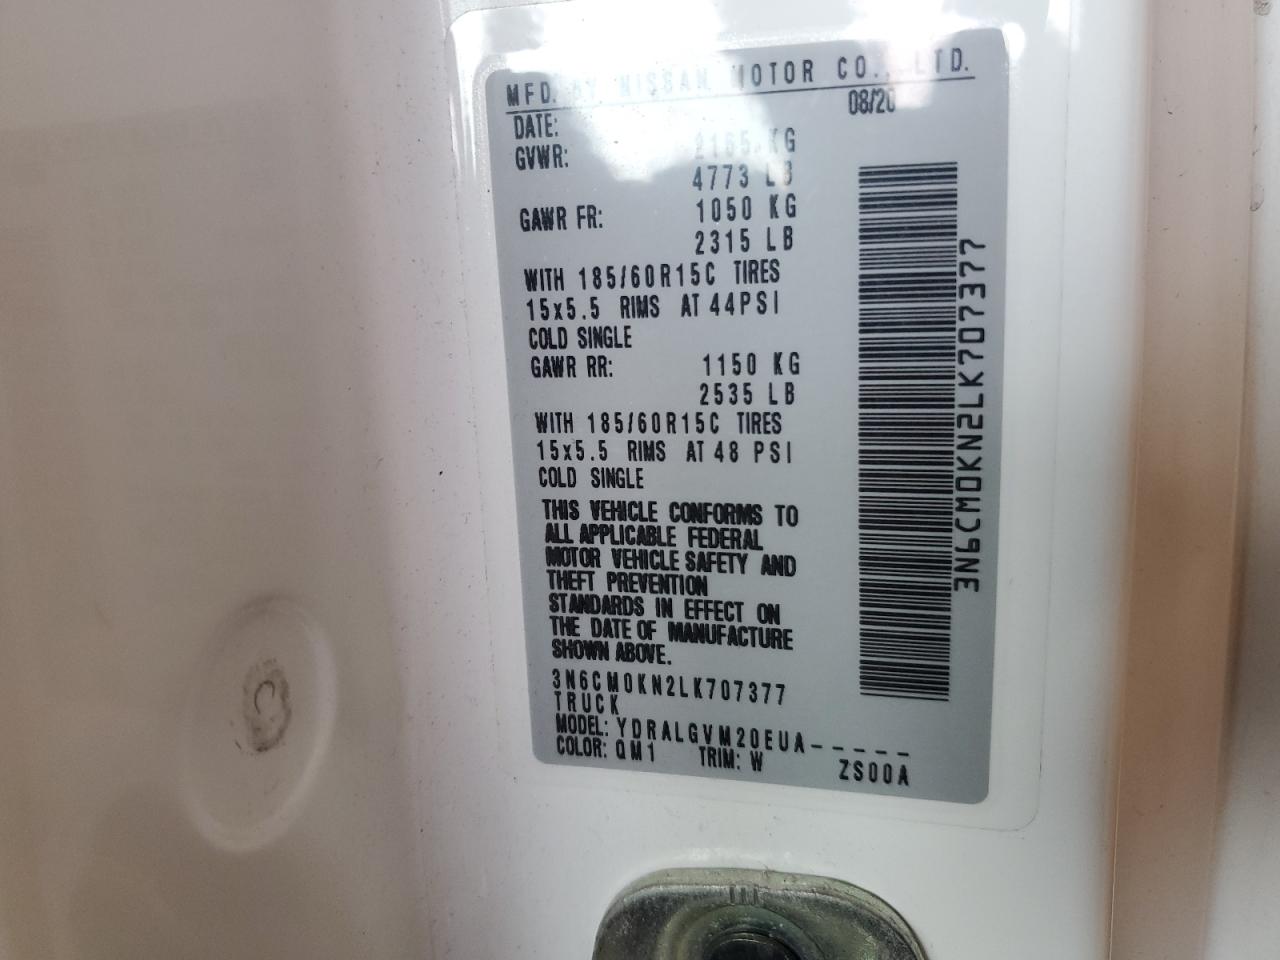 MFD. BY NISSAN MOTOR CO., LTD.
DATE: 08/20
GVWR: 2165 KG
4773 LB
GAWR FR: 1050 KG
2315 LB
WITH 185/60R15C TIRES
15x5.5 RIMS AT 44PSI
COLD SINGLE
GAWR RR: 1150 KG
2535 LB
WITH 185/60R15C TIRES
15x5.5 RIMS AT 48 PSI
COLD SINGLE
THIS VEHICLE CONFORMS TO
ALL APPLICABLE FEDERAL
MOTOR VEHICLE SAFETY AND
THEFT PREVENTION
STANDARDS IN EFFECT ON
THE DATE OF MANUFACTURE
SHOWN ABOVE.
3N6CM0KN2LK707377
TRUCK
MODEL: YDRALGVM20EUA-----
COLOR: QM1 TRIM: W ZS00A
3N6CM0KN2LK707377
C